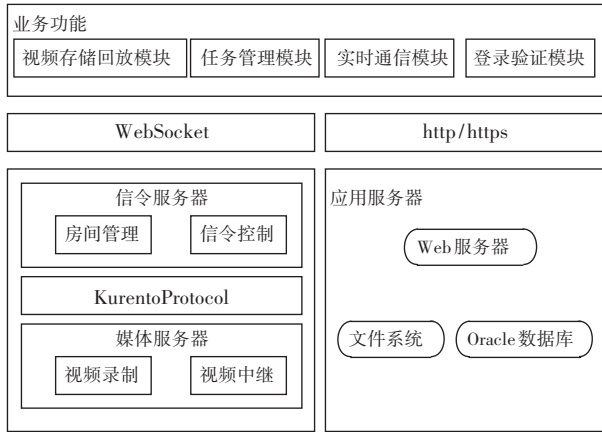 业务功能
视频存储回放模块 任务管理模块 实时通信模块 登录验证模块
WebSocket http/https
信令服务器
房间管理 信令控制
KurentoProtocol
媒体服务器
视频录制 视频中继
应用服务器
Web服务器
文件系统 Oracle数据库